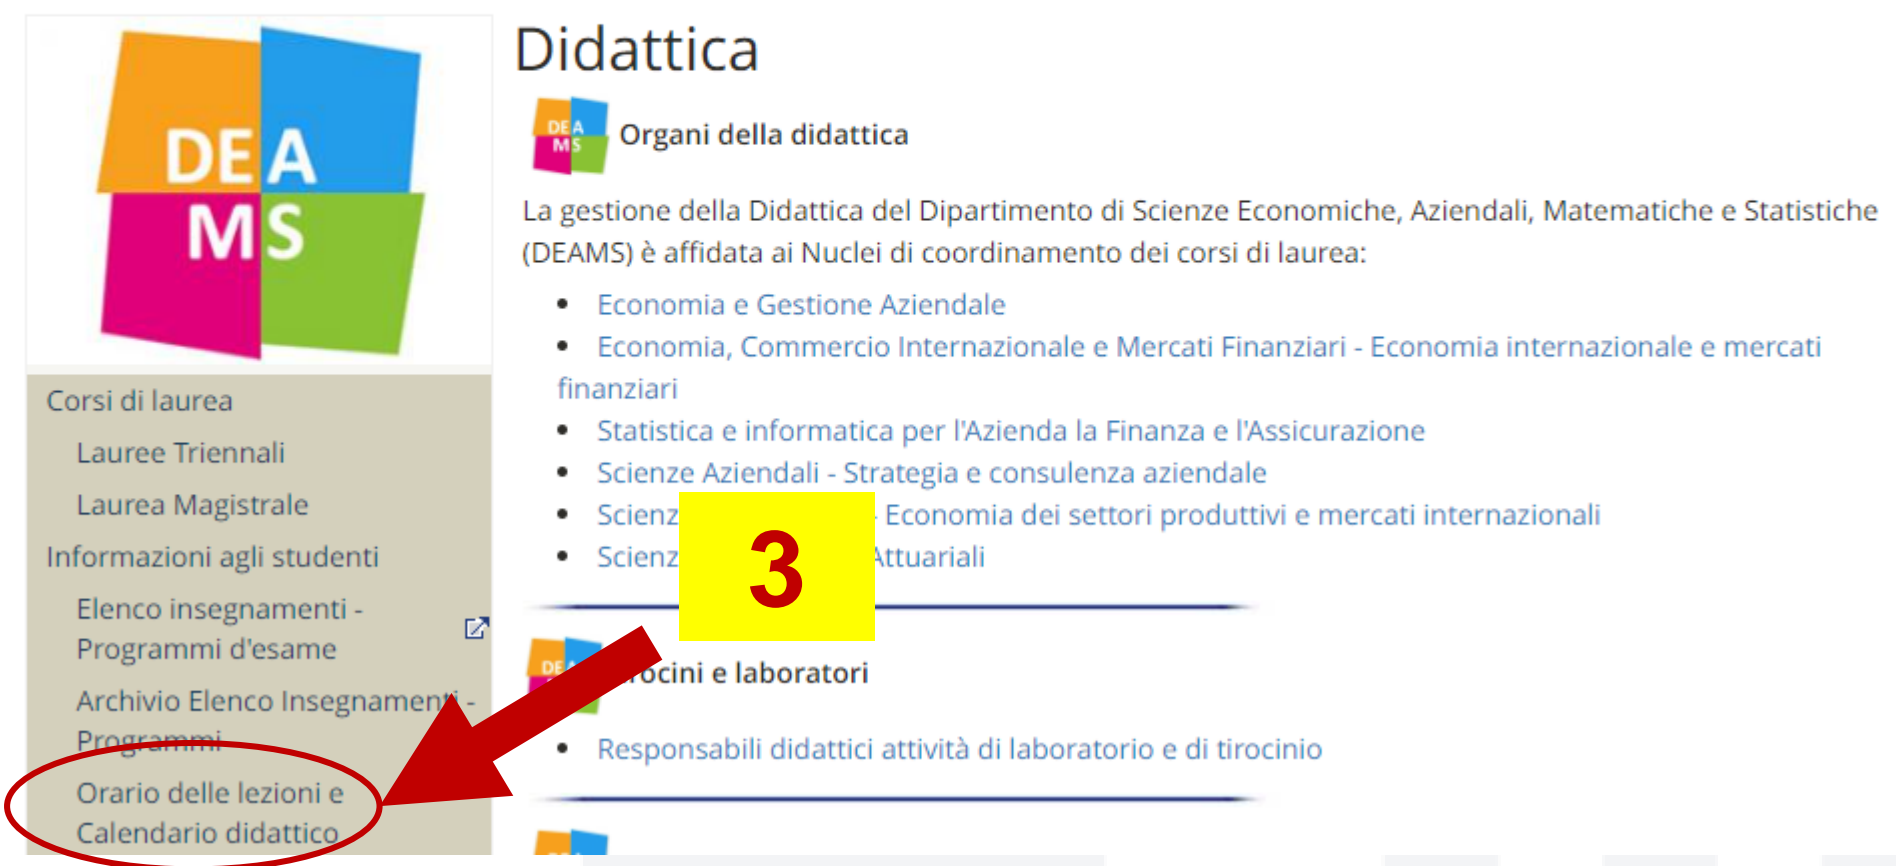 DEA
MS
Corsi di laurea
Lauree Triennali
Laurea Magistrale
Informazioni agli studenti
Elenco insegnamenti -
Programmi d'esame
Archivio Elenco Insegnamenti -
Programmi
Orario delle lezioni e
Calendario didattico
Didattica
DEA
MS
Organi della didattica
La gestione della Didattica del Dipartimento di Scienze Economiche, Aziendali, Matematiche e Statistiche
(DEAMS) è affidata ai Nuclei di coordinamento dei corsi di laurea:
• Economia e Gestione Aziendale
• Economia, Commercio Internazionale e Mercati Finanziari - Economia internazionale e mercati
finanziari
• Statistica e informatica per l'Azienda la Finanza e l'Assicurazione
• Scienze Aziendali - Strategia e consulenza aziendale
• - Economia dei settori produttivi e mercati internazionali
• Attuariali
3
e laboratori
• Responsabili didattici attività di laboratorio e di tirocinio